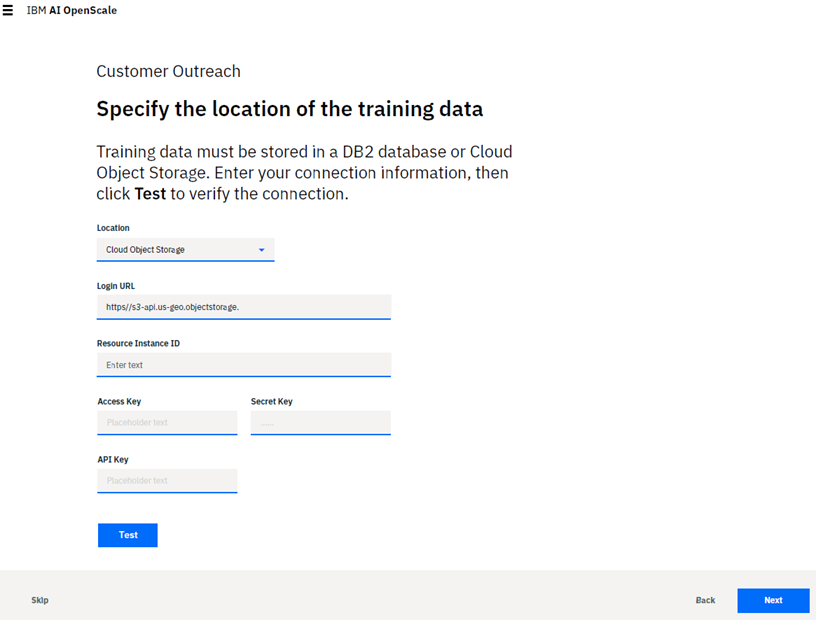 IBM AI OpenScale
Customer Outreach
Specify the location of the training data
Training data must be stored in a DB2 database or Cloud
Object Storage. Enter your connection information, then
click Test to verify the connection.
Location
Cloud Object Storage
Login URL
https//s3-api.us-geo.objectstorage.
Resource Instance ID
Enter text
Access Key
Secret Key
Placeholder text
......
API Key
Placeholder text
Test
Skip
Back
Next